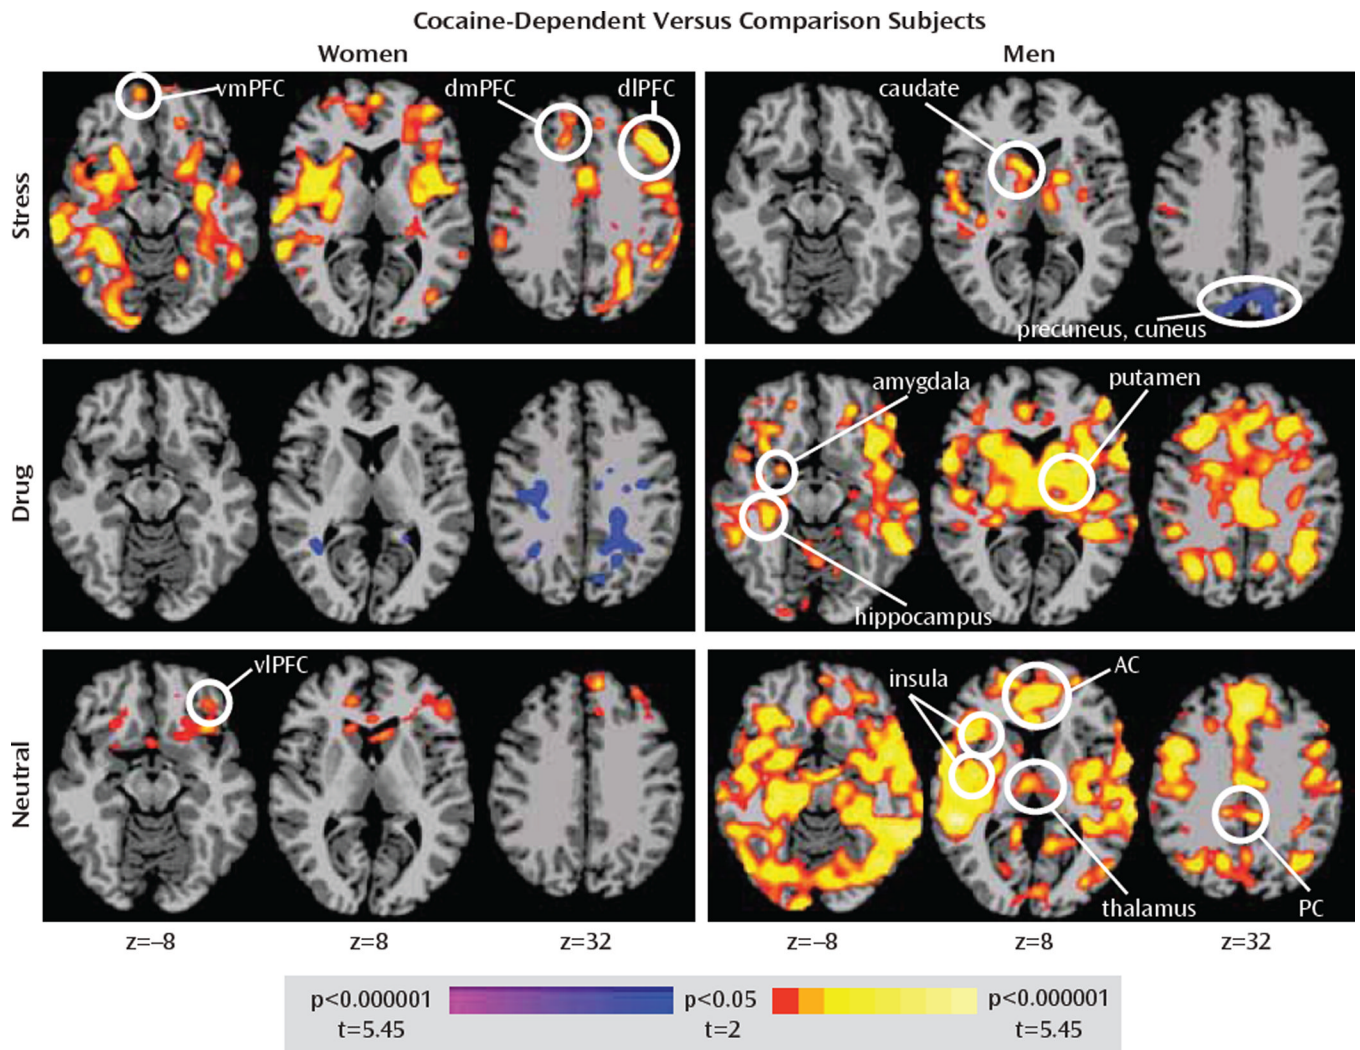 Cocaine-Dependent Versus Comparison Subjects
Women
Men
Stress
vmPFC
dmPFC
dlPFC
caudate
precuneus, cuneus
Drug
amygdala
putamen
hippocampus
Neutral
vlPFC
insula
AC
thalamus
PC
z=–8
z=8
z=32
z=–8
z=8
z=32
p<0.000001
p<0.05
p<0.000001
t=5.45
t=2
t=5.45